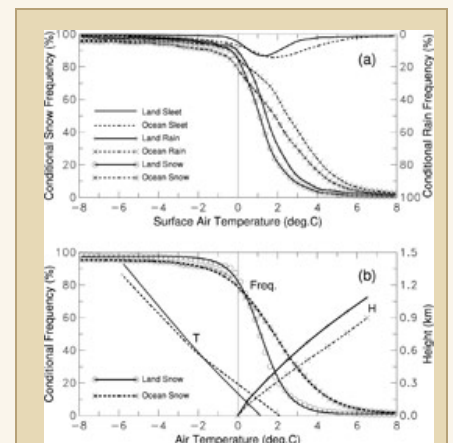 Conditional Snow Frequency (%)
100
80
60
40
20
0
(a)
Land Sleet
Ocean Sleet
Land Rain
Ocean Rain
Land Snow
Ocean Snow
0
20
40
60
80
100
Conditional Rain Frequency (%)
−8 −6 −4 −2 0 2 4 6 8
Surface Air Temperature (deg.C)
Conditional Frequency (%)
100
80
60
40
20
0
(b)
Freq.
H
T
Land Snow
Ocean Snow
1.5
1.2
0.9
0.6
0.3
0.0
Height (km)
−8 −6 −4 −2 0 2 4 6 8
Air Temperature (deg.C)